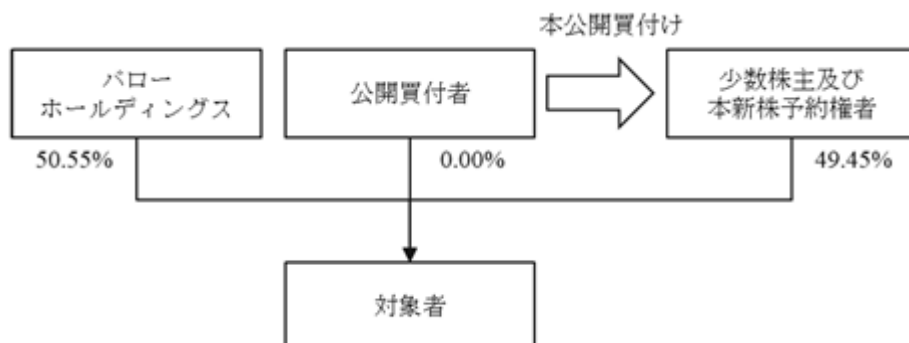 本公開買付け
バロー
ホールディングス
公開買付者
少数株主及び
本新株予約権者
50.55%
0.00%
49.45%
対象者